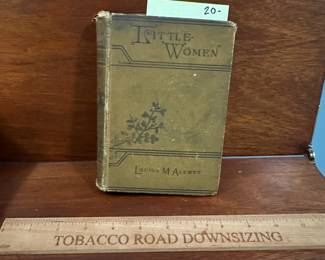 20-
LITTLE-
WOMEN
LOUISA M ALCOTT
TOBACCO ROAD DOWNSIZING